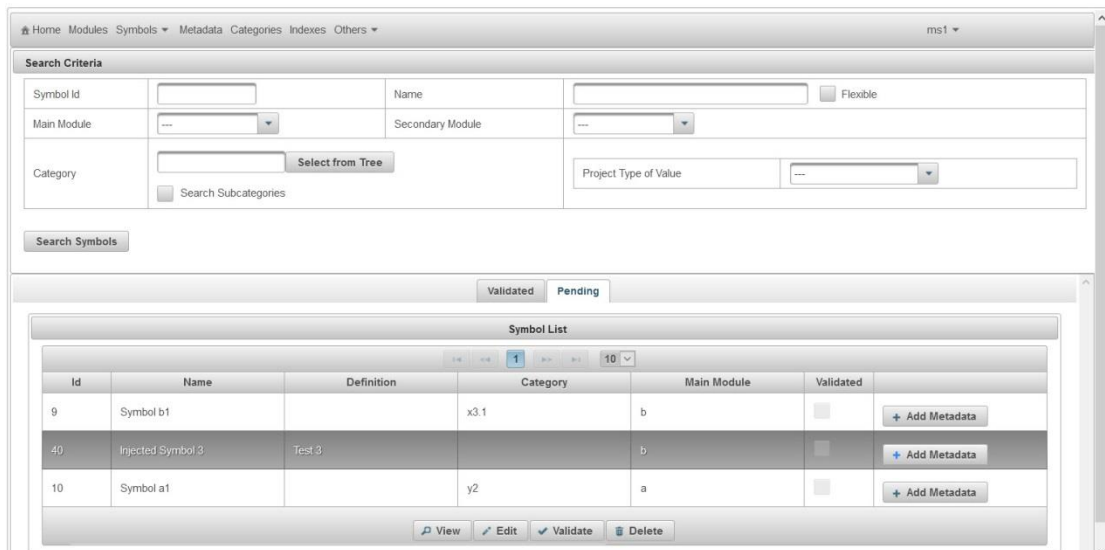 Home Modules Symbols Metadata Categories Indexes Others ms1
Search Criteria
Symbol Id Name Flexible
Main Module --- Secondary Module ---
Category Select from Tree Project Type of Value ---
Search Subcategories
Search Symbols
Validated Pending
Symbol List
1 10
Id Name Definition Category Main Module Validated
9 Symbol b1 x3.1 b + Add Metadata
40 Injected Symbol 3 Test 3 b + Add Metadata
10 Symbol a1 y2 a + Add Metadata
View Edit Validate Delete